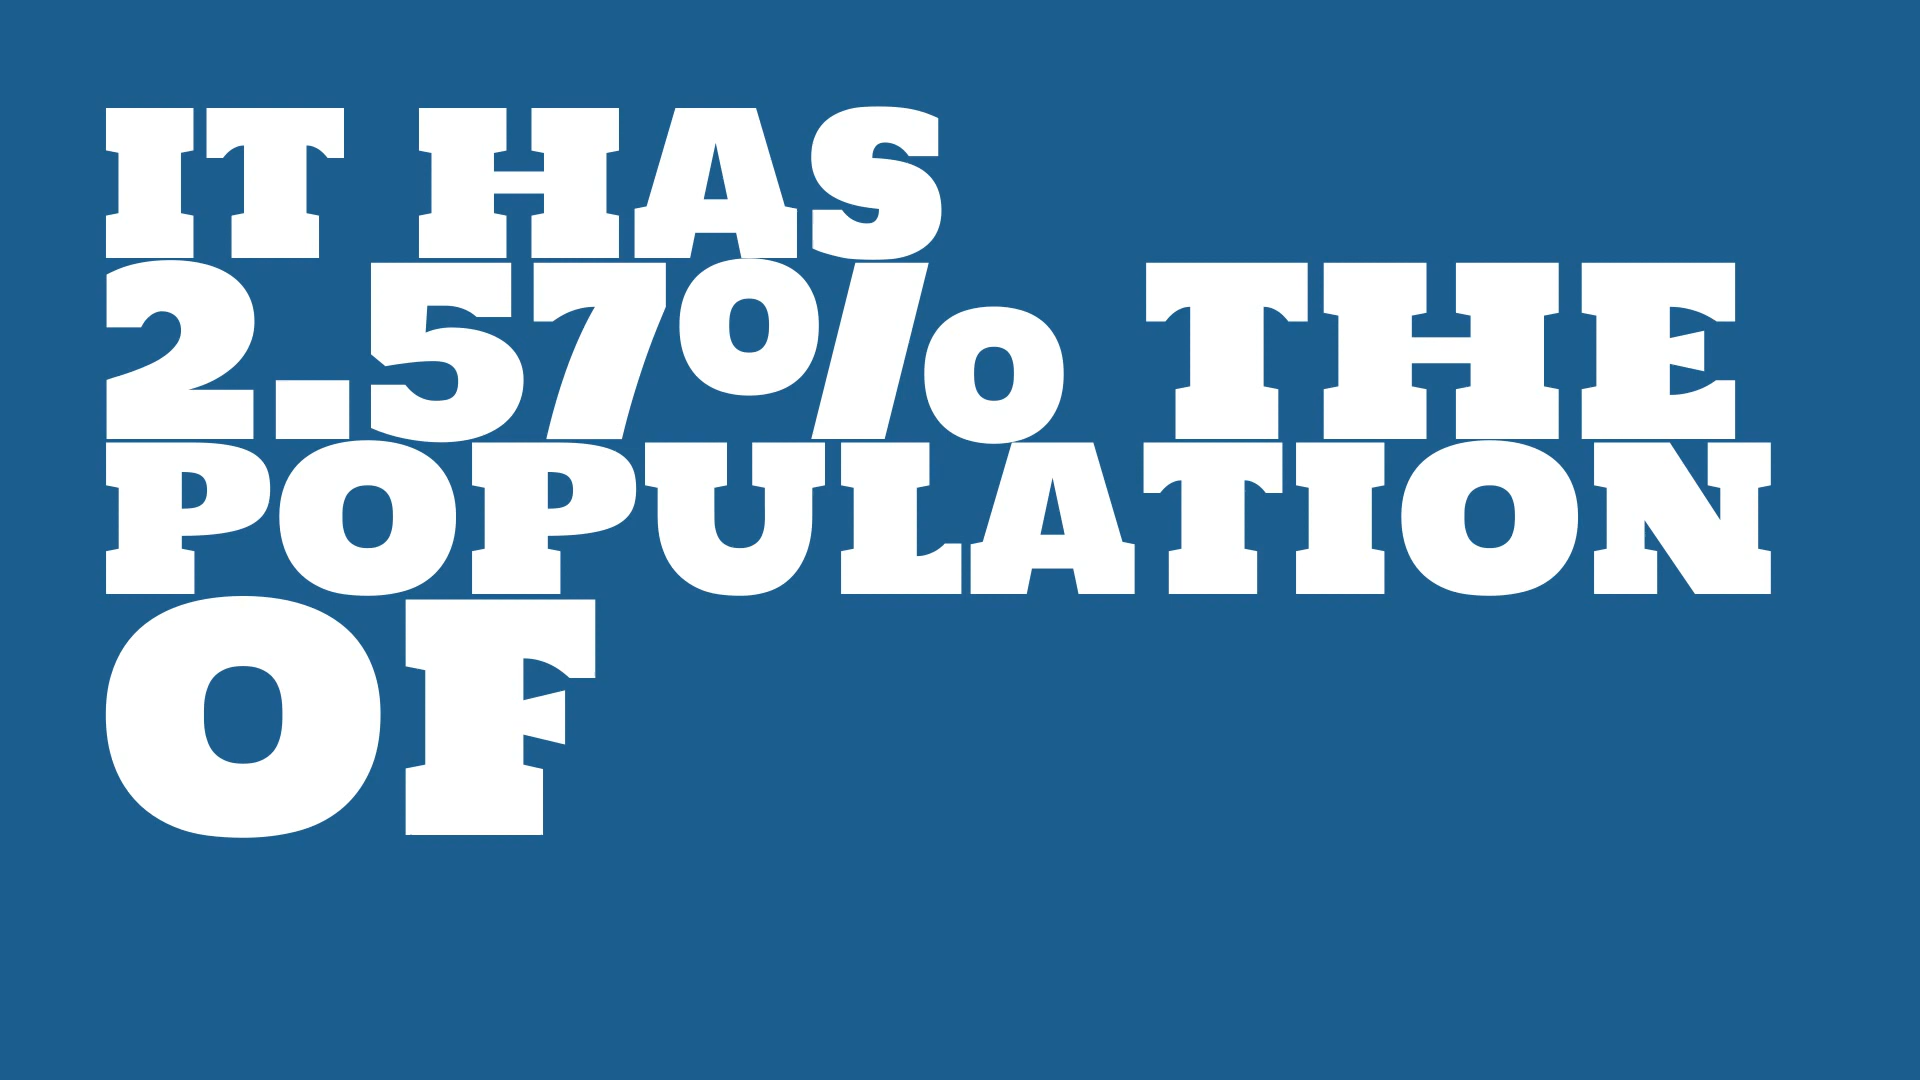 IT HAS
2.57% THE
POPULATION
OF